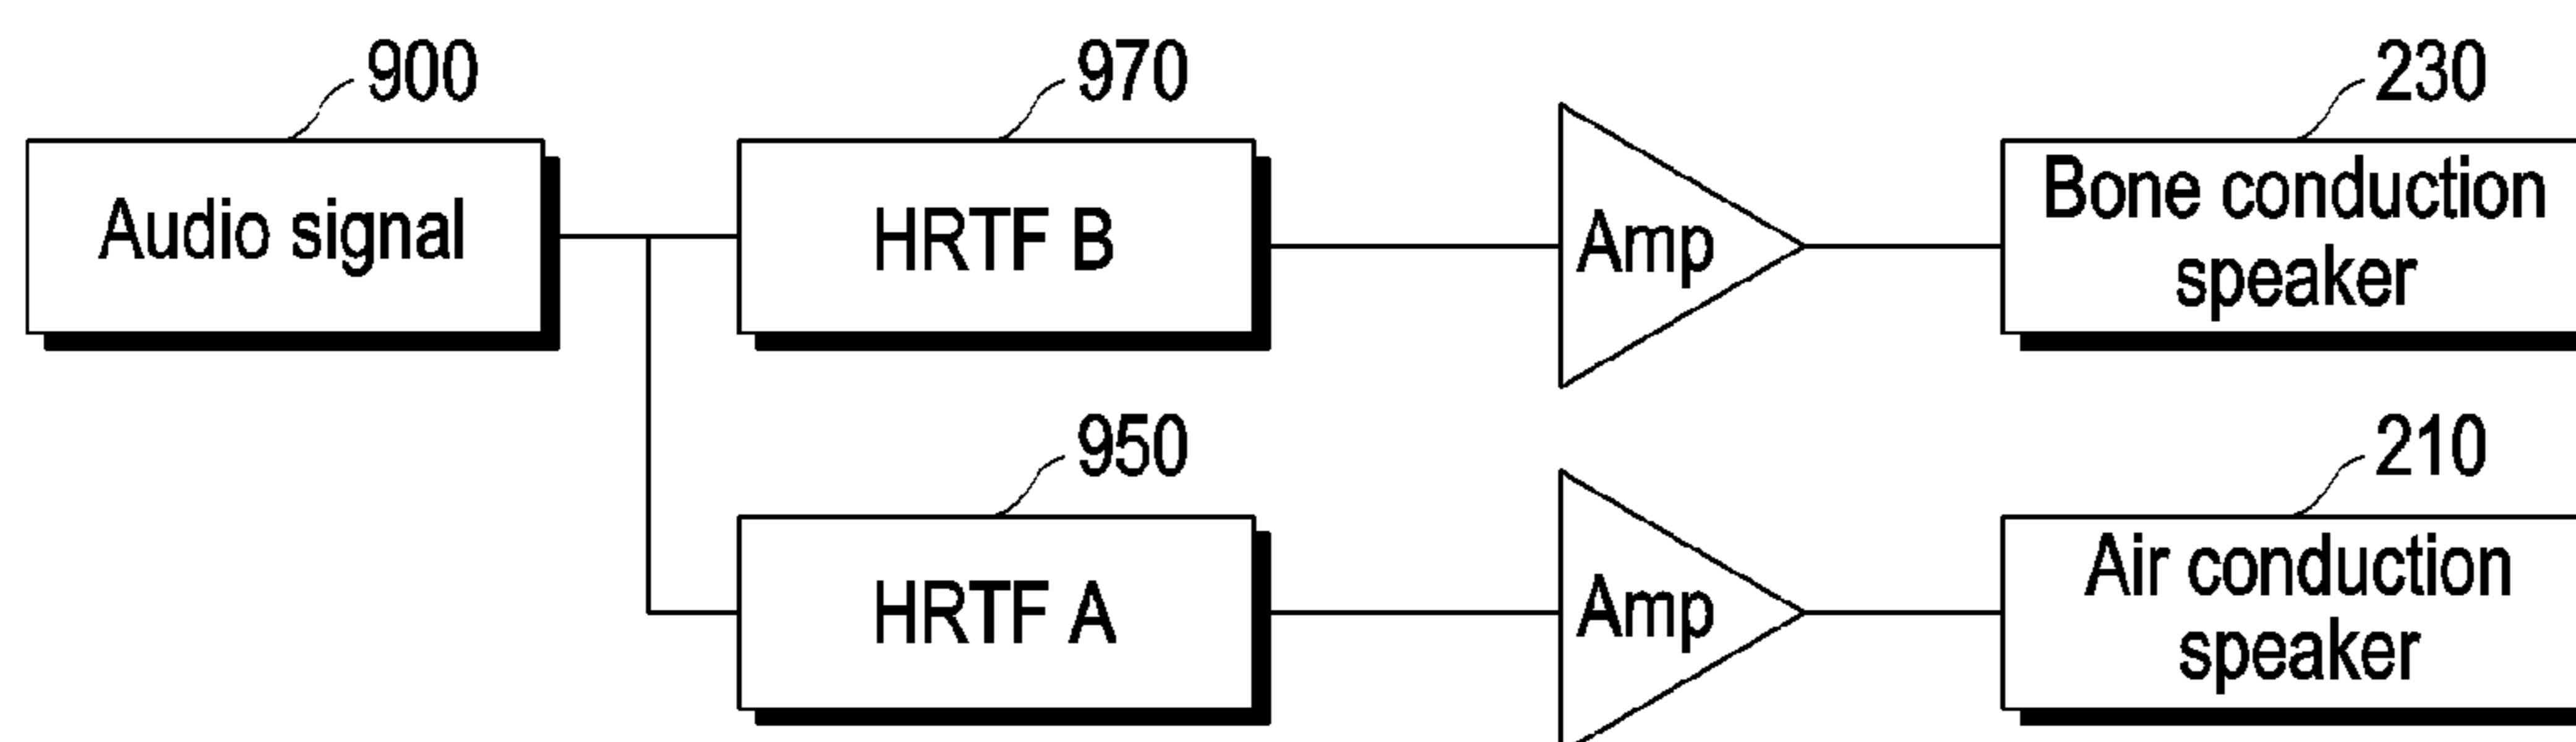 900
970
230
Audio signal
HRTF B
Amp
Bone conduction
speaker
950
210
HRTF A
Amp
Air conduction
speaker